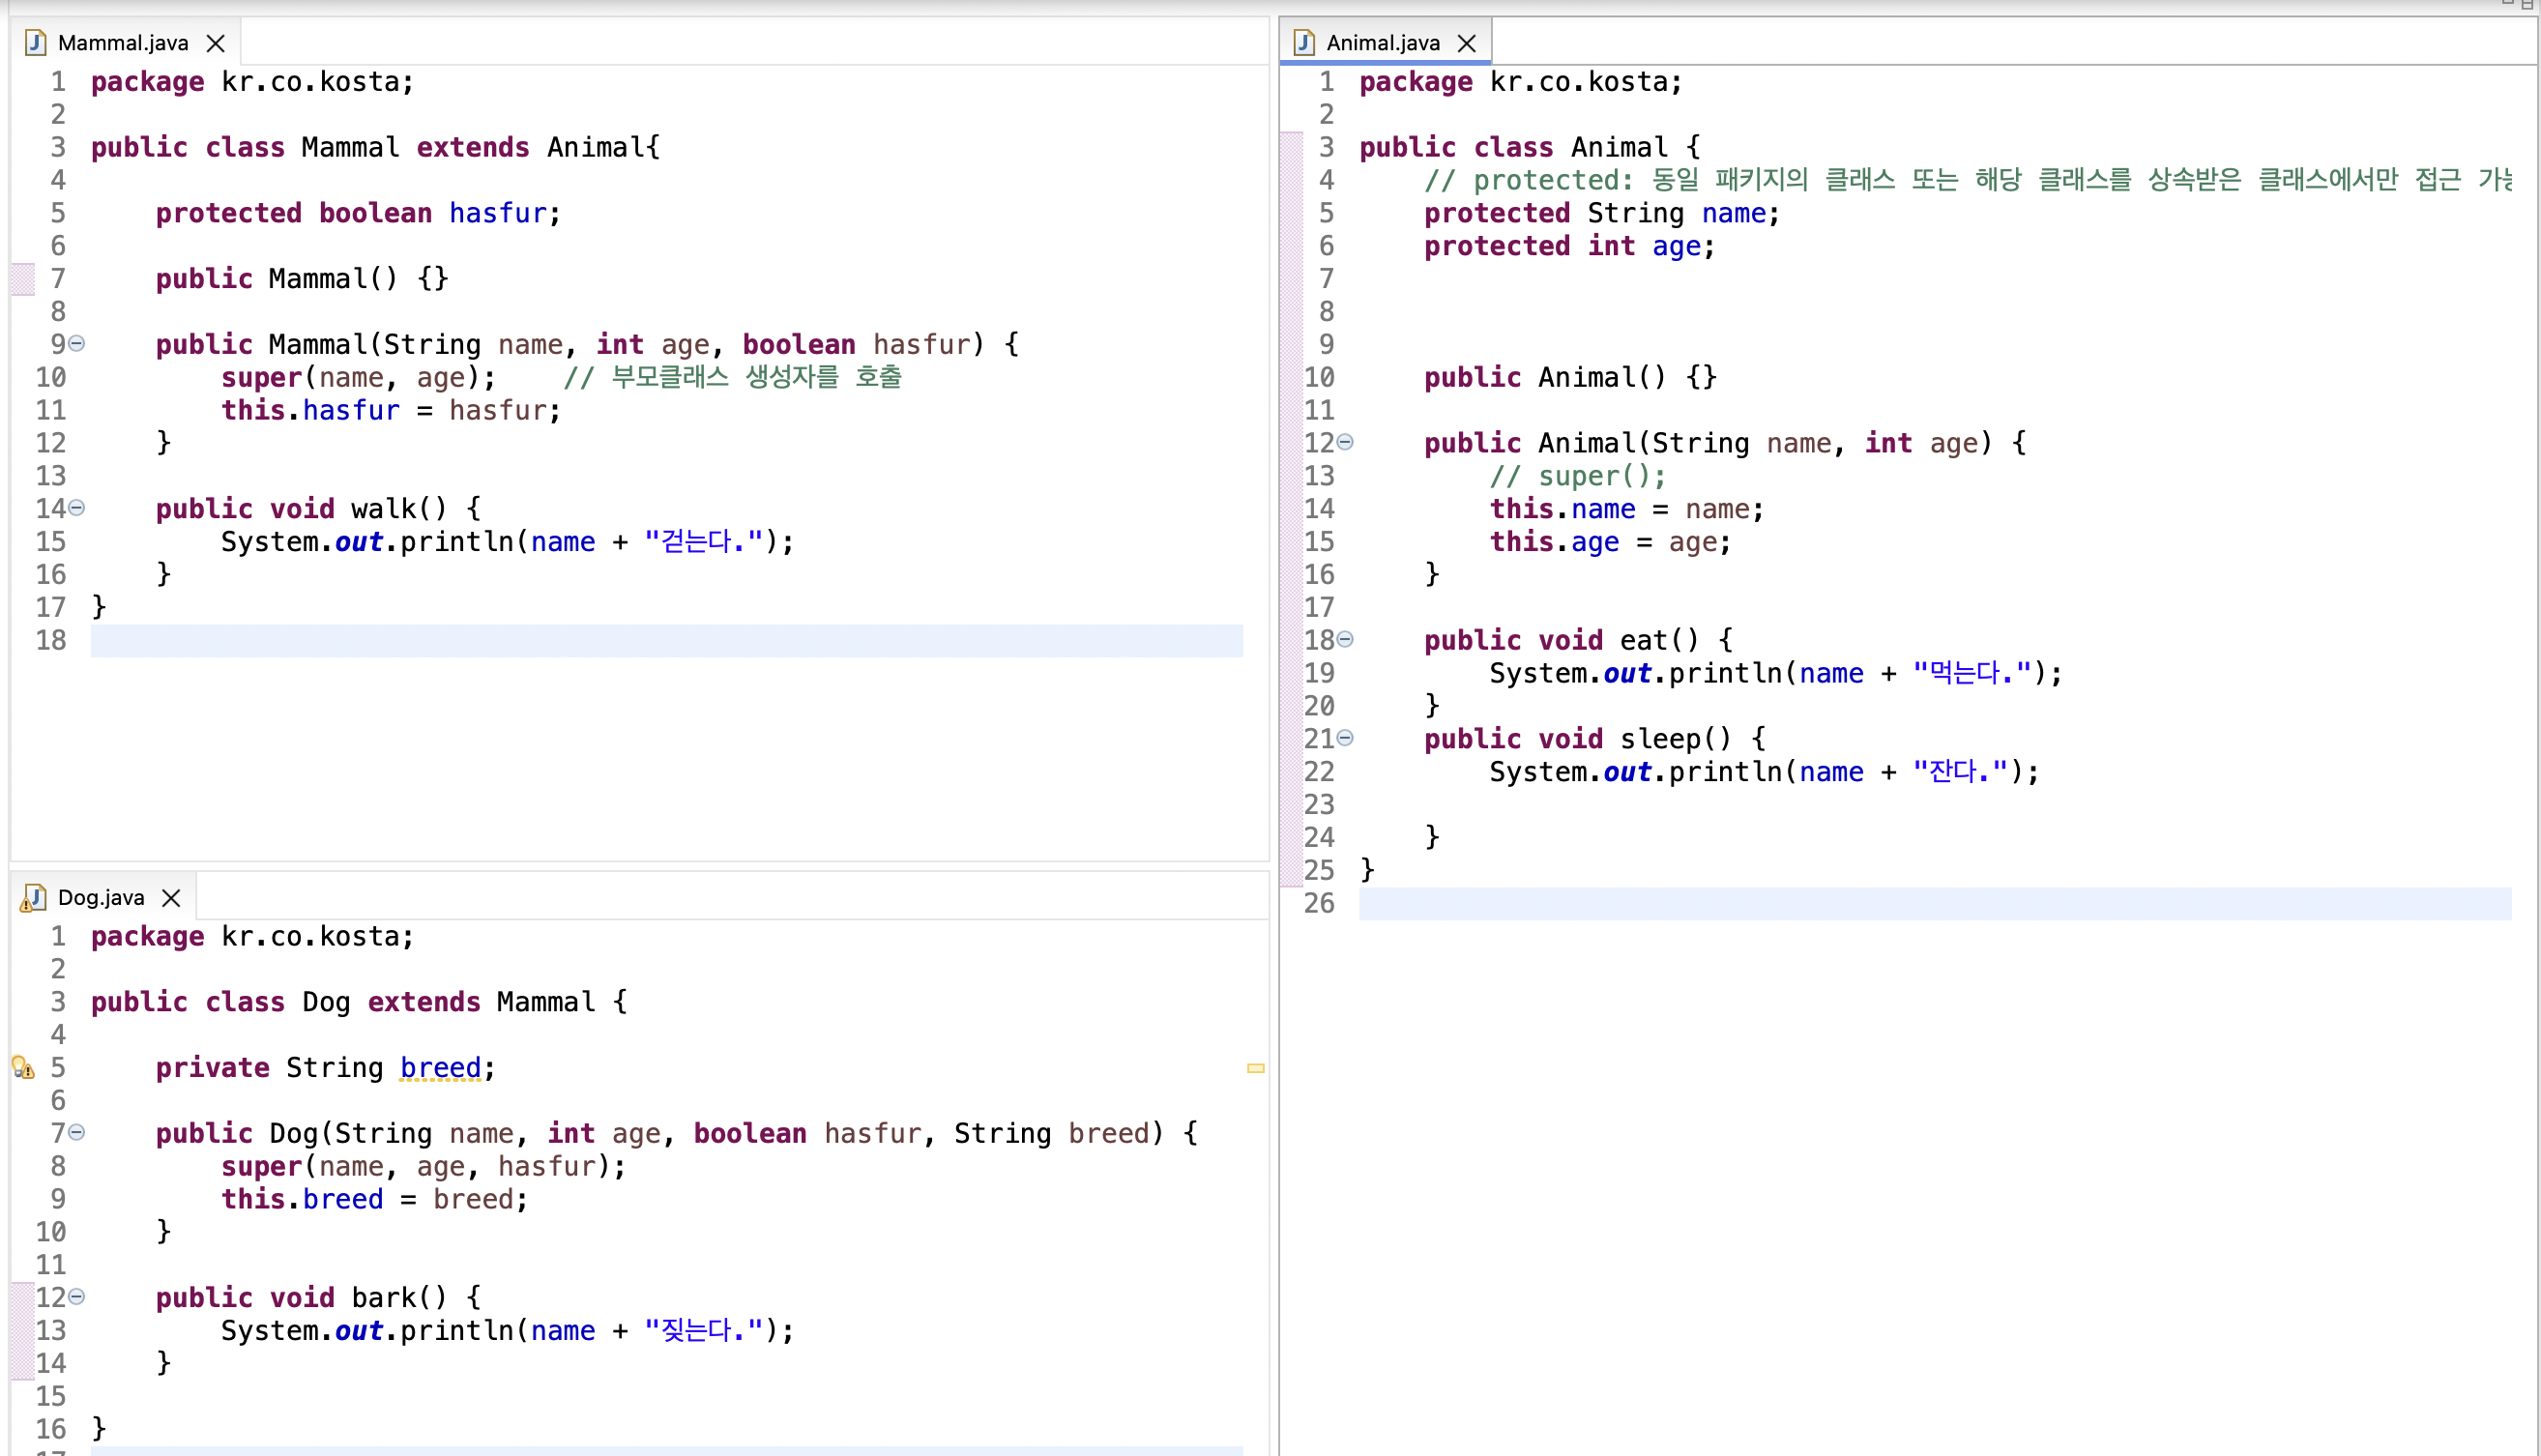 Mammal.java
1 package kr.co.kosta;
2
3 public class Mammal extends Animal{
4
5     protected boolean hasfur;
6
7     public Mammal() {}
8
9     public Mammal(String name, int age, boolean hasfur) {
10         super(name, age);    // 부모클래스 생성자를 호출
11         this.hasfur = hasfur;
12     }
13
14     public void walk() {
15         System.out.println(name + "걷는다.");
16     }
17 }
18
Dog.java
1 package kr.co.kosta;
2
3 public class Dog extends Mammal {
4
5     private String breed;
6
7     public Dog(String name, int age, boolean hasfur, String breed) {
8         super(name, age, hasfur);
9         this.breed = breed;
10     }
11
12     public void bark() {
13         System.out.println(name + "짖는다.");
14     }
15
16 }
Animal.java
1 package kr.co.kosta;
2
3 public class Animal {
4     // protected: 동일 패키지의 클래스 또는 해당 클래스를 상속받은 클래스에서만 접근
5     protected String name;
6     protected int age;
7
8
9
10     public Animal() {}
11
12     public Animal(String name, int age) {
13         // super();
14         this.name = name;
15         this.age = age;
16     }
17
18     public void eat() {
19         System.out.println(name + "먹는다.");
20     }
21     public void sleep() {
22         System.out.println(name + "잔다.");
23
24     }
25 }
26